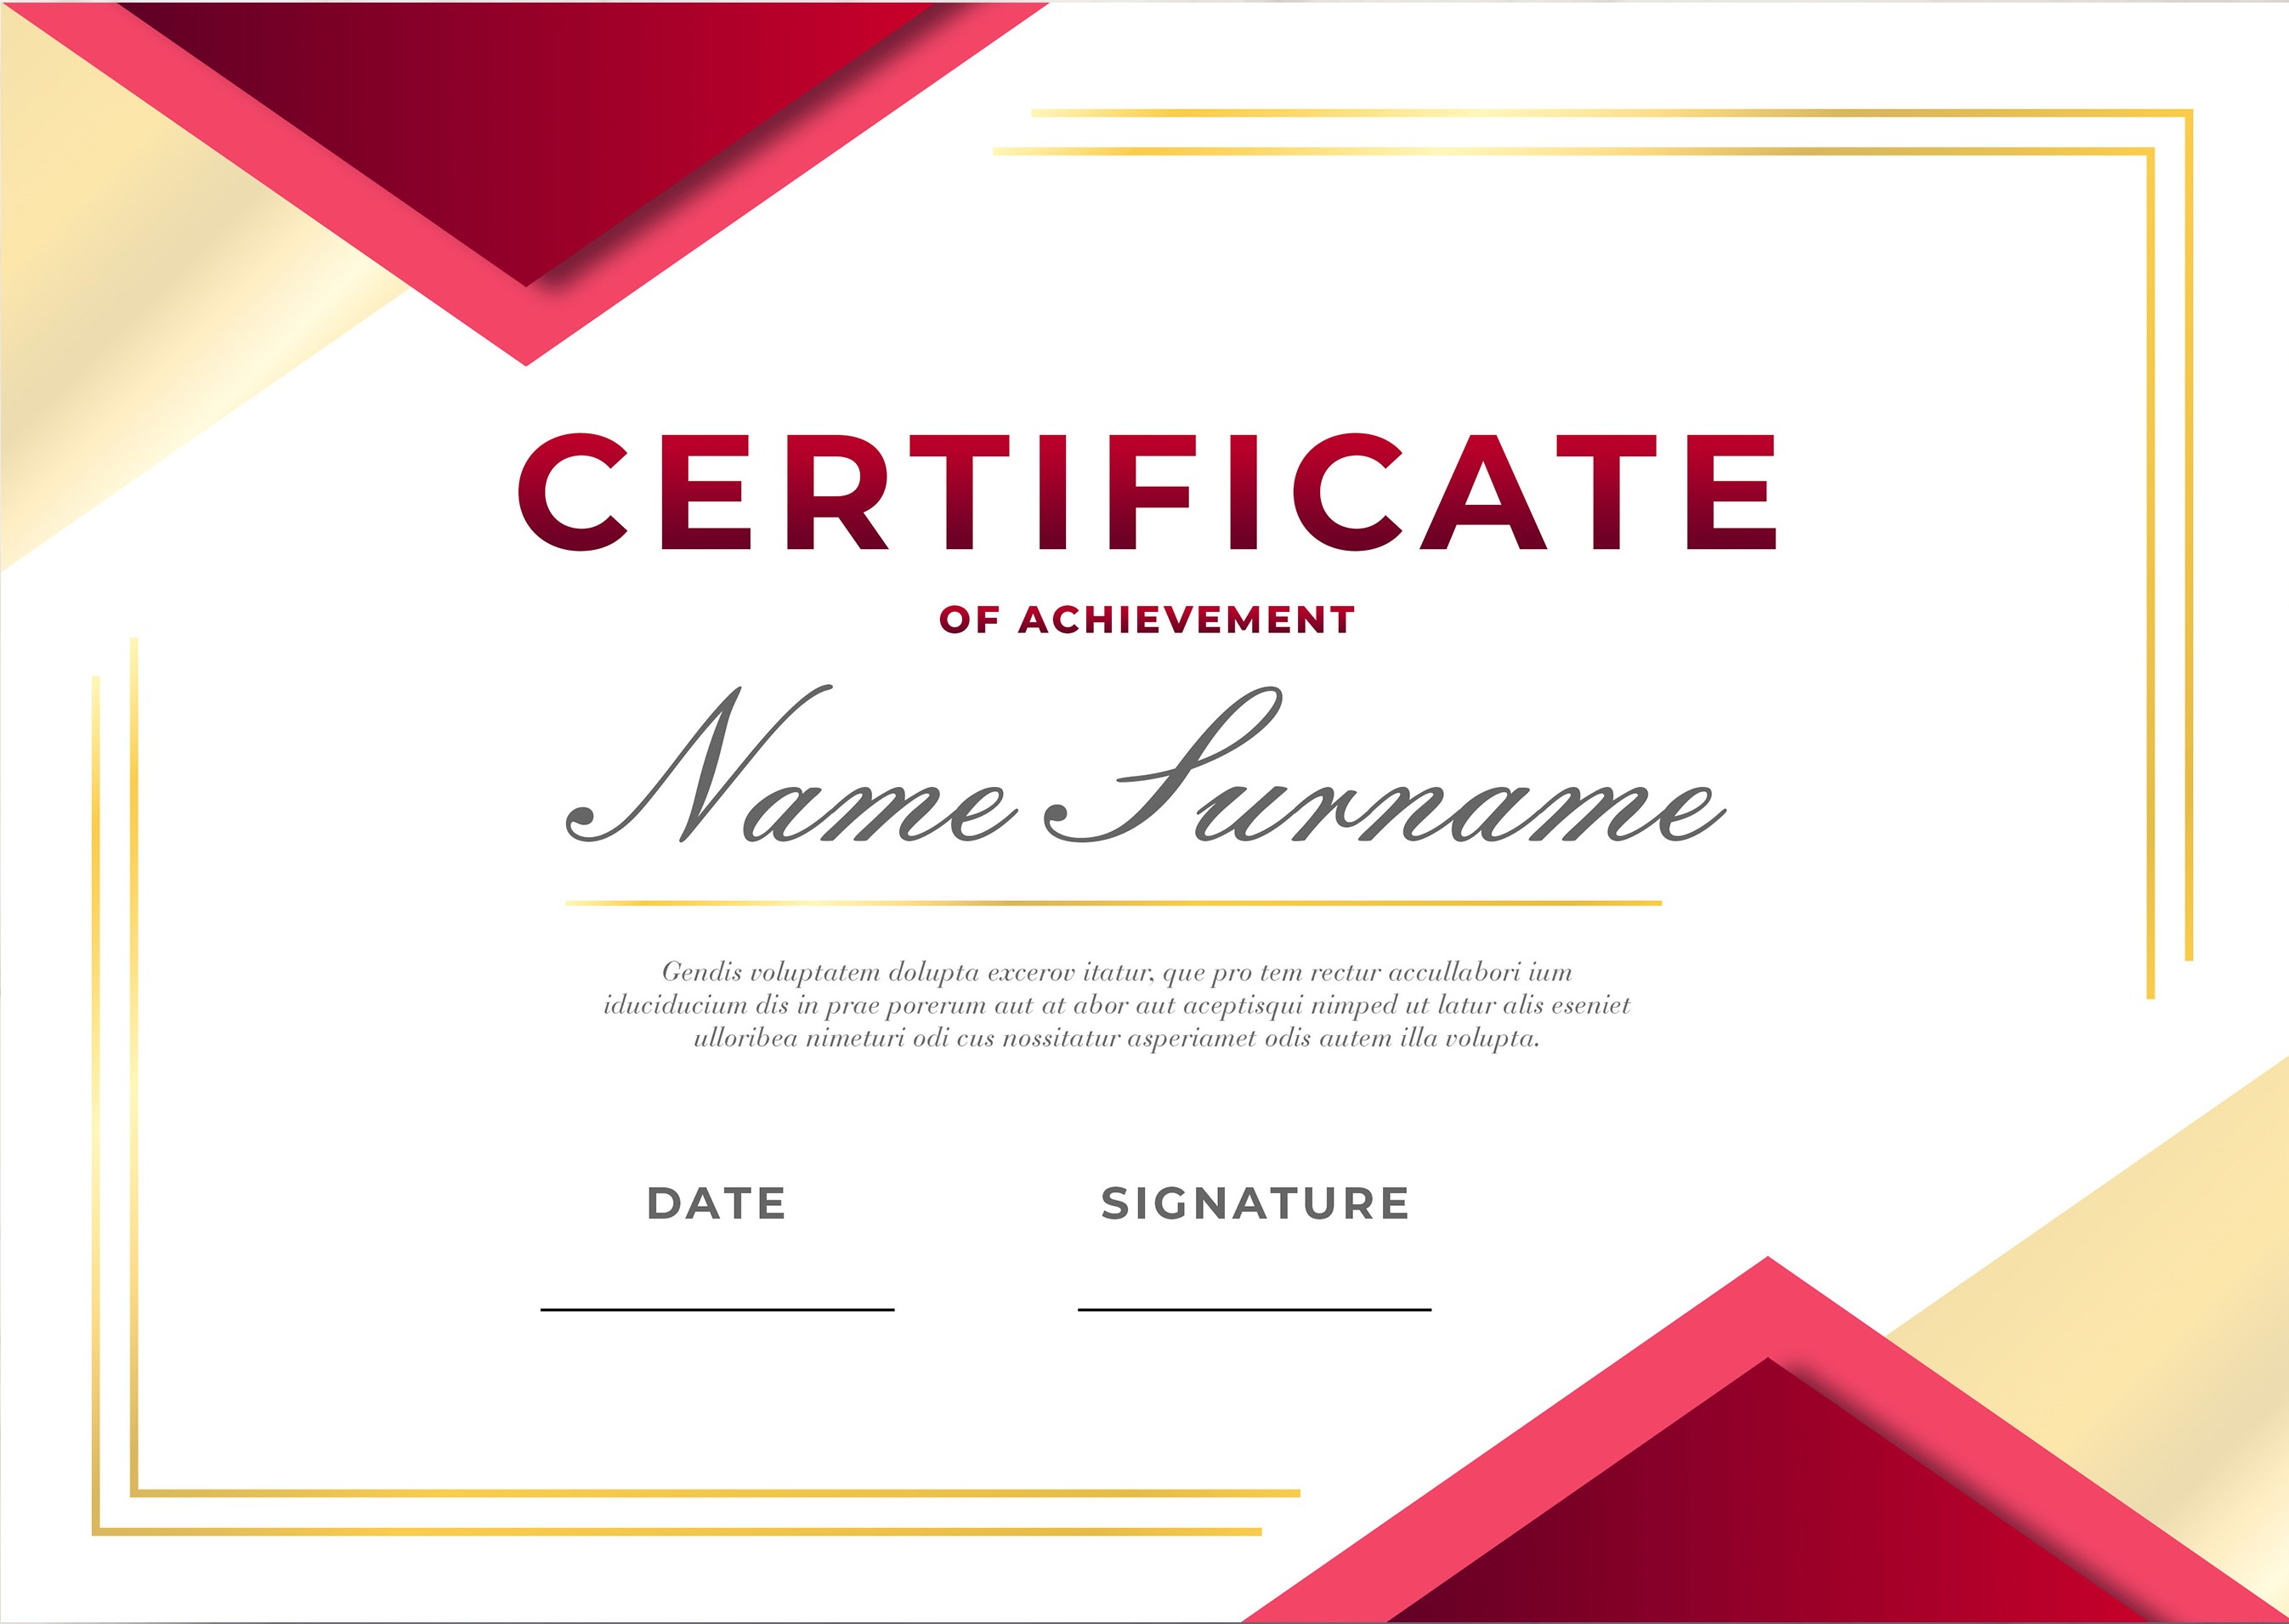 CERTIFICATE
OF ACHIEVEMENT
Name Surname
Gendis voluptatem dolupta excerov itatur, que pro tem rectur accullabori ium
iduciducium dis in prae porerum aut at abor aut aceptisqui nimped ut latur alis eseniet
ulloribea nimeturi odi cus nossitatur asperiamet odis autem illa volupta.
DATE
SIGNATURE